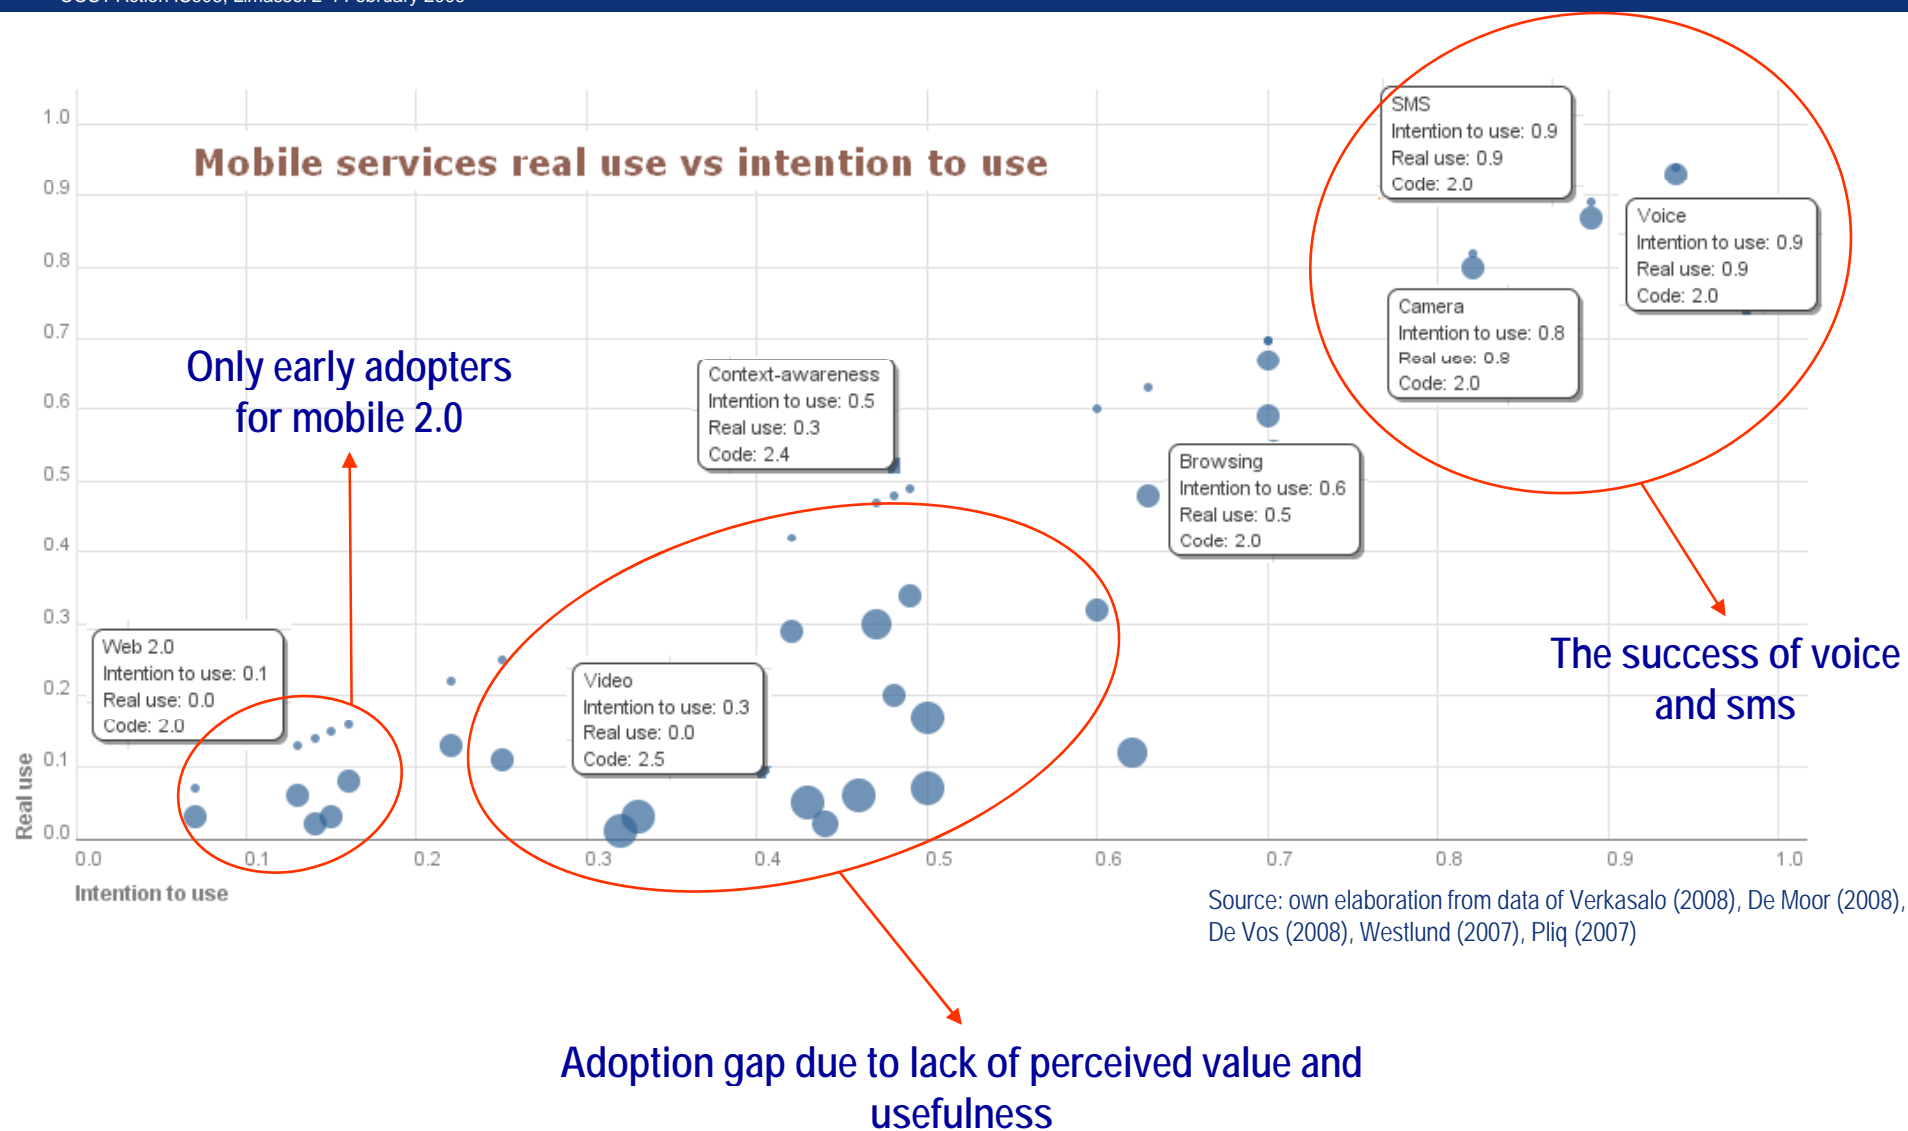 Mobile services real use vs intention to use
1.0
0.9
0.8
0.7
0.6
0.5
0.4
0.3
0.2
0.1
0.0
Real use
0.0 0.1 0.2 0.3 0.4 0.5 0.6 0.7 0.8 0.9 1.0
Intention to use
SMS
Intention to use: 0.9
Real use: 0.9
Code: 2.0
Voice
Intention to use: 0.9
Real use: 0.9
Code: 2.0
Camera
Intention to use: 0.8
Real use: 0.8
Code: 2.0
Only early adopters
for mobile 2.0
Context-awareness
Intention to use: 0.5
Real use: 0.3
Code: 2.4
Browsing
Intention to use: 0.6
Real use: 0.5
Code: 2.0
Web 2.0
Intention to use: 0.1
Real use: 0.0
Code: 2.0
Video
Intention to use: 0.3
Real use: 0.0
Code: 2.5
The success of voice
and sms
Source: own elaboration from data of Verkasalo (2008), De Moor (2008),
De Vos (2008), Westlund (2007), Pliq (2007)
Adoption gap due to lack of perceived value and
usefulness